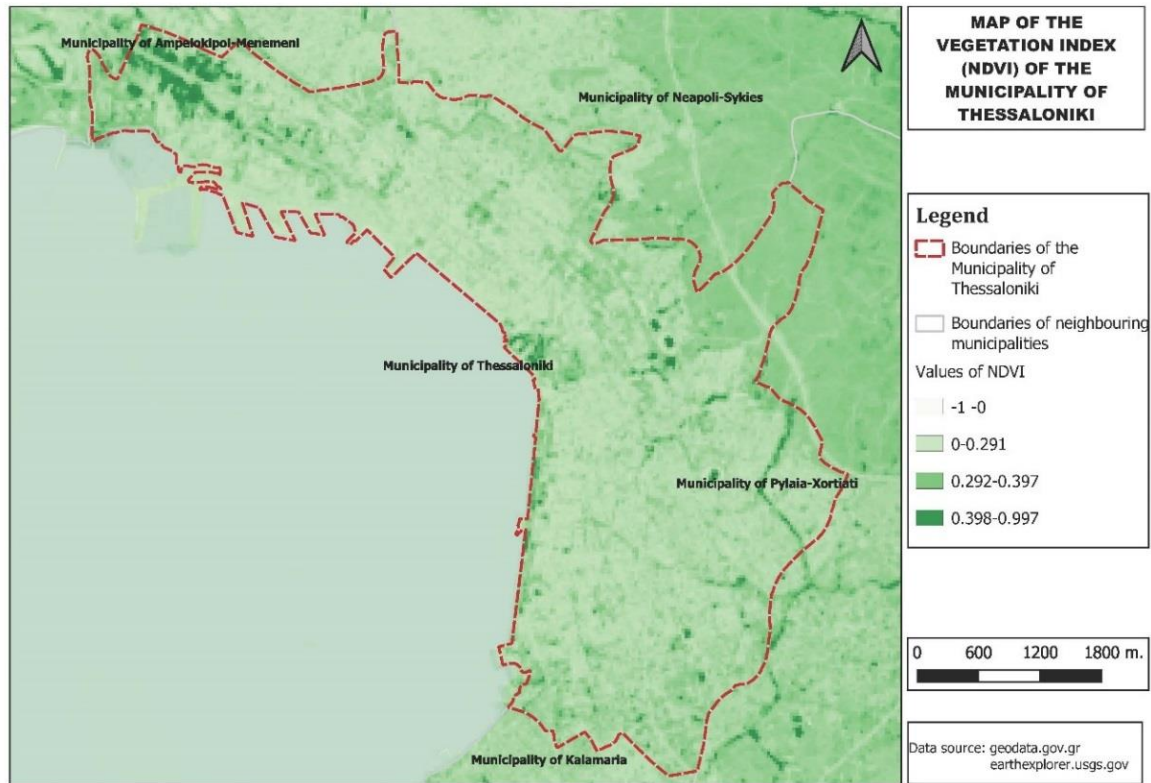 Municipality of Ampelokipoi-Menemeni
Municipality of Neapoli-Sykies
Municipality of Thessaloniki
Municipality of Pylaia-Xortiati
Municipality of Kalamaria
MAP OF THE
VEGETATION INDEX
(NDVI) OF THE
MUNICIPALITY OF
THESSALONIKI
Legend
Boundaries of the
Municipality of
Thessaloniki
Boundaries of neighbouring
municipalities
Values of NDVI
-1 -0
0-0.291
0.292-0.397
0.398-0.997
0 600 1200 1800 m.
Data source: geodata.gov.gr
earthexplorer.usgs.gov